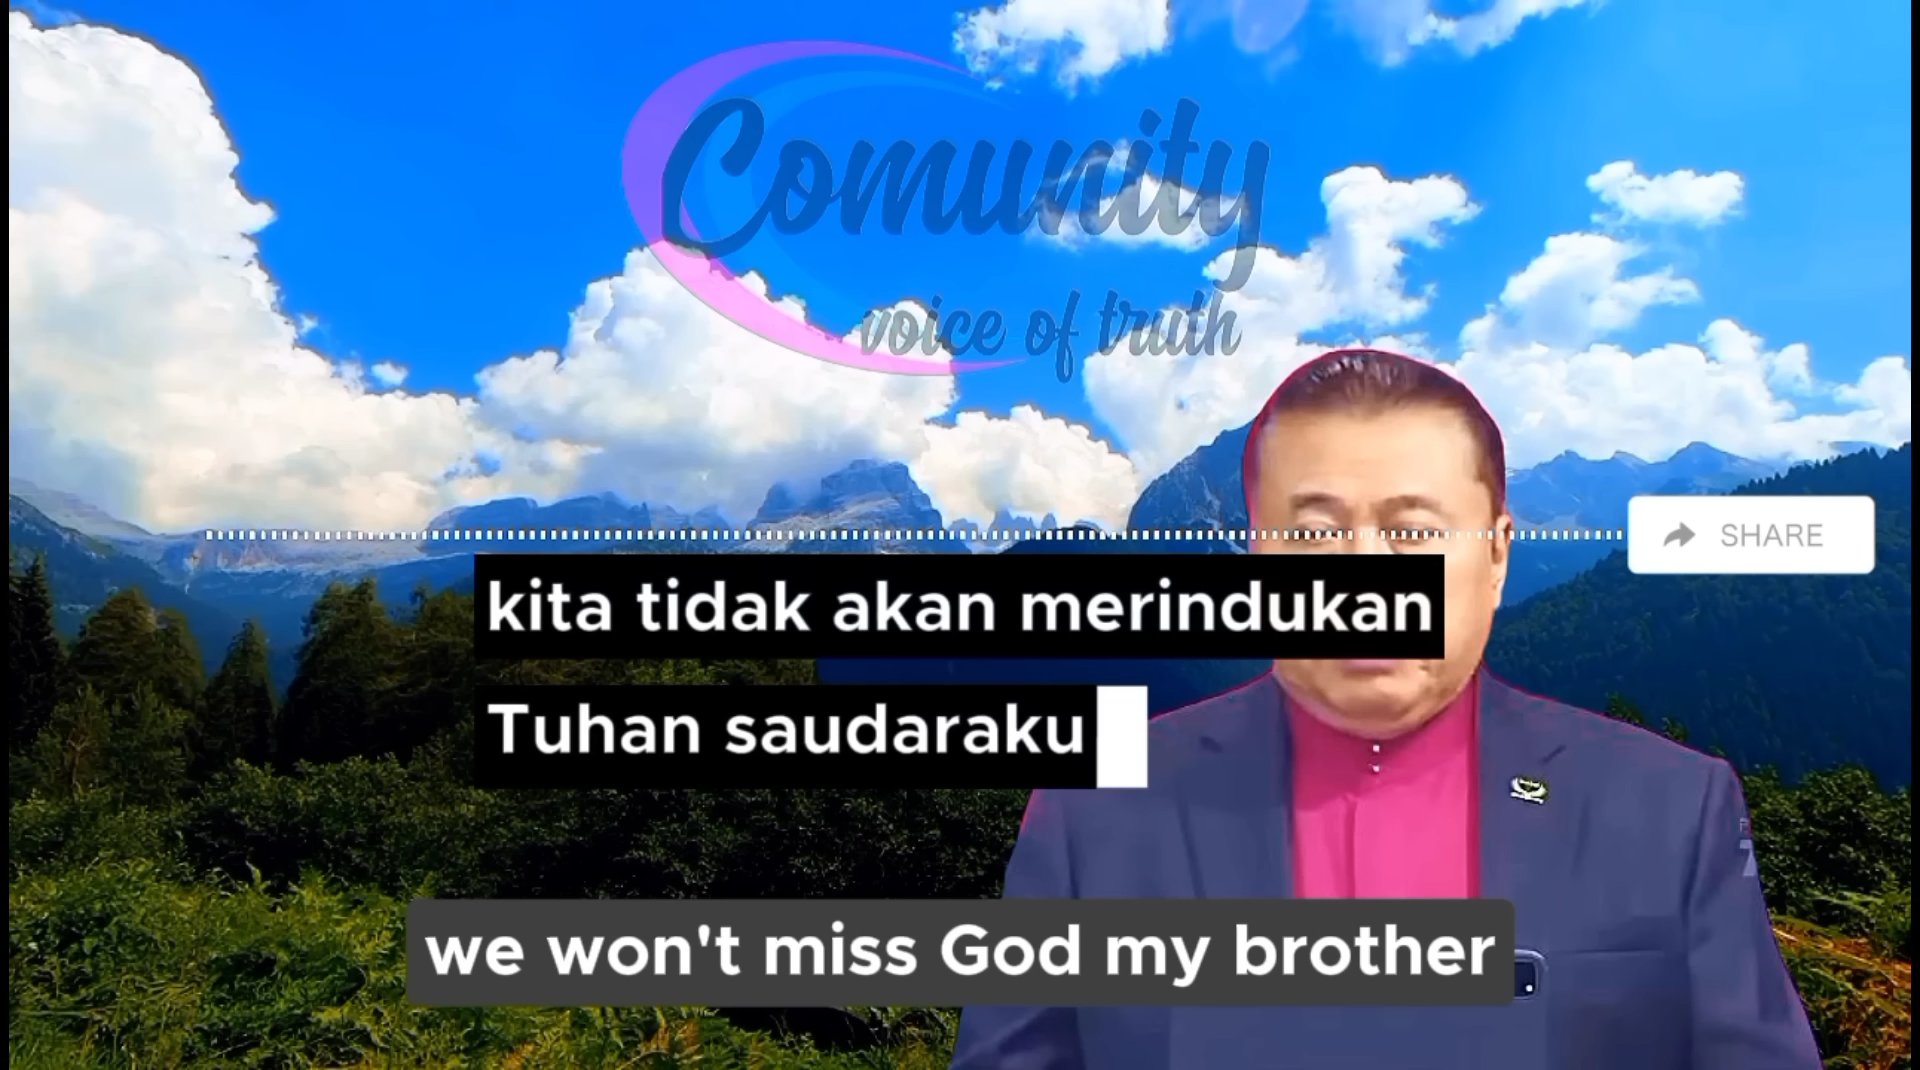 Comunity
voice of truth
SHARE
kita tidak akan merindukan
Tuhan saudaraku
we won't miss God my brother